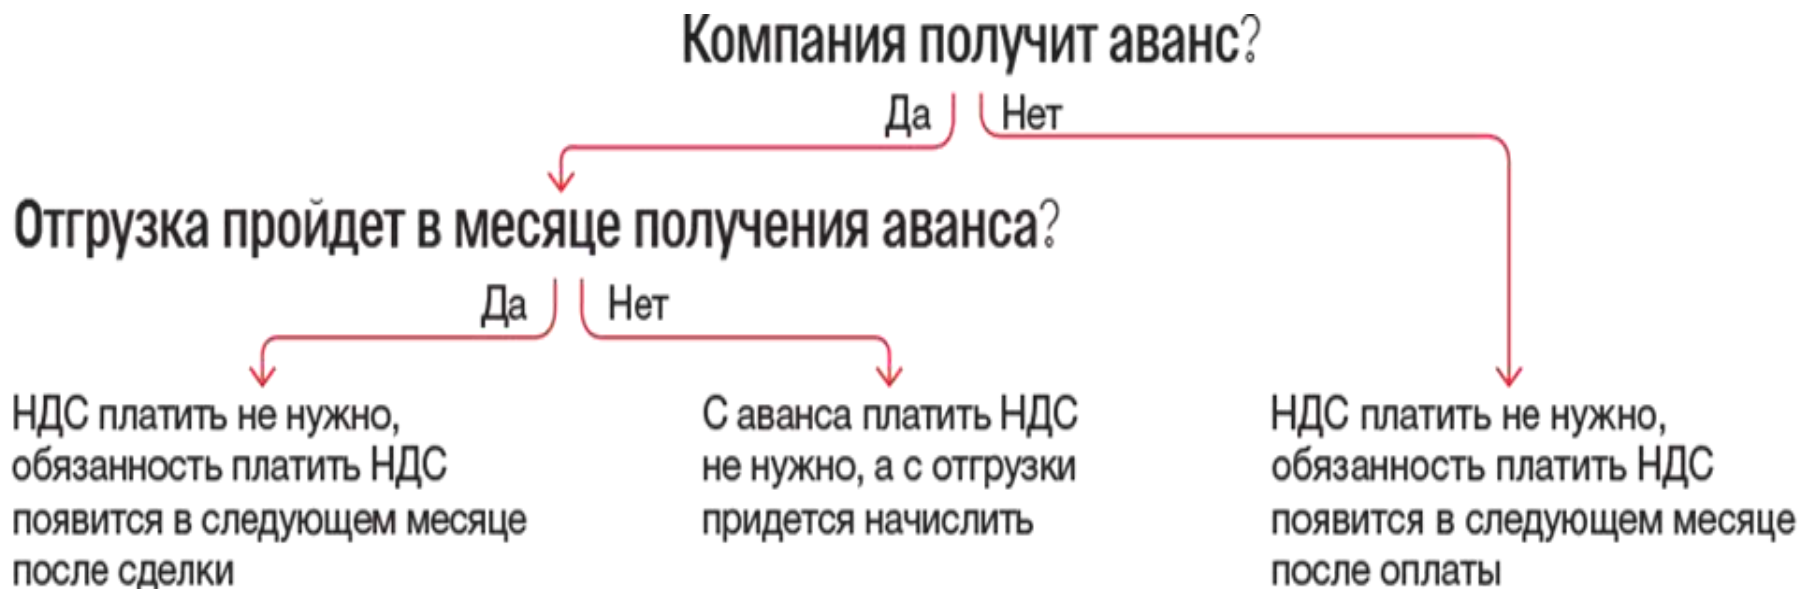 Компания получит аванс?
Да Нет
Отгрузка пройдет в месяце получения аванса?
Да Нет
НДС платить не нужно,
обязанность платить НДС
появится в следующем месяце
после сделки
С аванса платить НДС
не нужно, а с отгрузки
придется начислить
НДС платить не нужно,
обязанность платить НДС
появится в следующем месяце
после оплаты